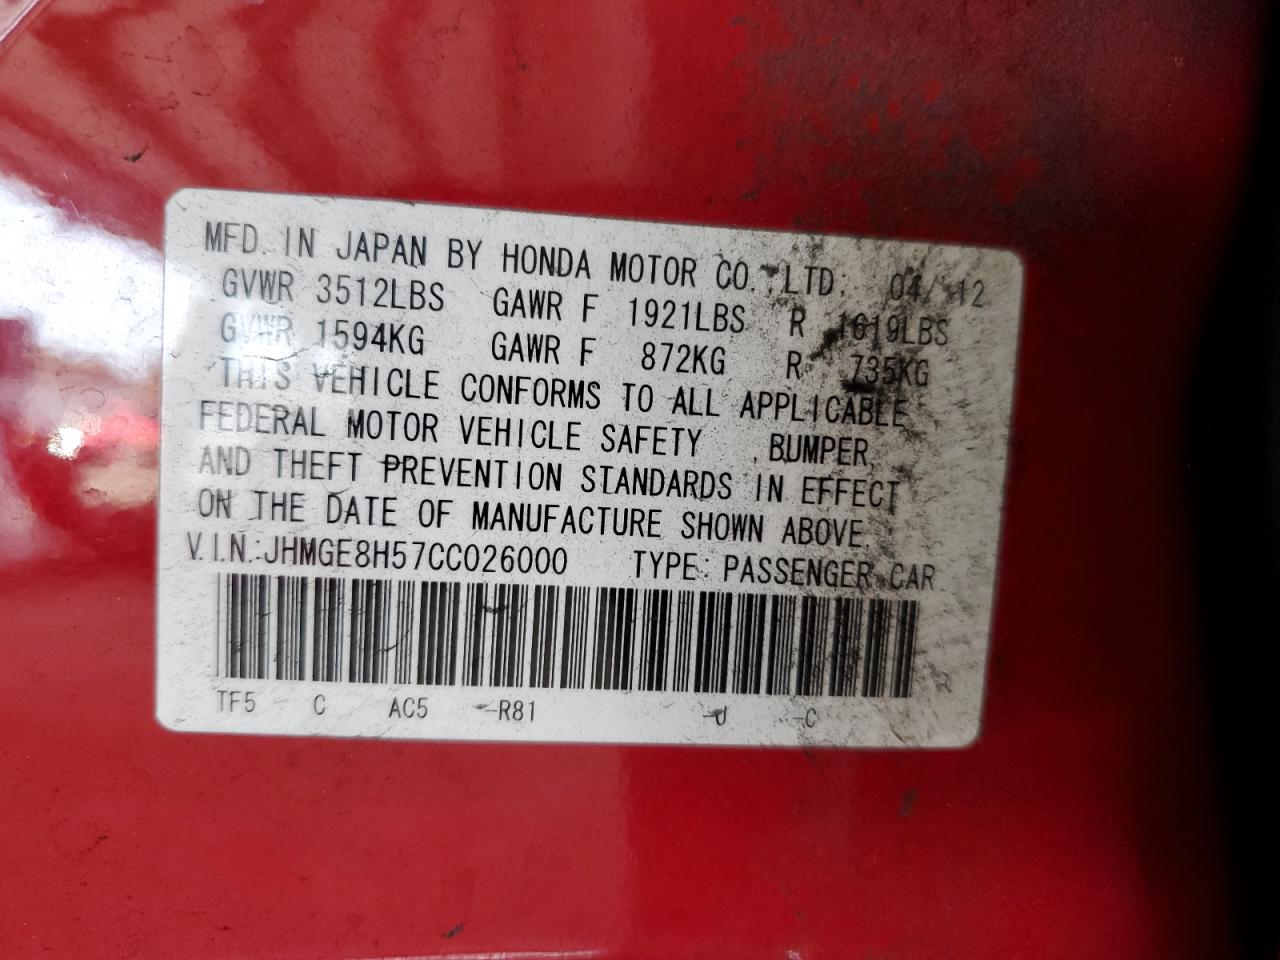 MFD. IN JAPAN BY HONDA MOTOR CO.,LTD. 04/ 12
GVWR 3512LBS GAWR F 1921LBS R 1619LBS
GVWR 1594KG GAWR F 872KG R 735KG
THIS VEHICLE CONFORMS TO ALL APPLICABLE
FEDERAL MOTOR VEHICLE SAFETY , BUMPER,
AND THEFT PREVENTION STANDARDS IN EFFECT
ON THE DATE OF MANUFACTURE SHOWN ABOVE.
V.I.N.:JHMGE8H57CC026000 TYPE: PASSENGER CAR
TF5 C AC5 -R81 -J -C